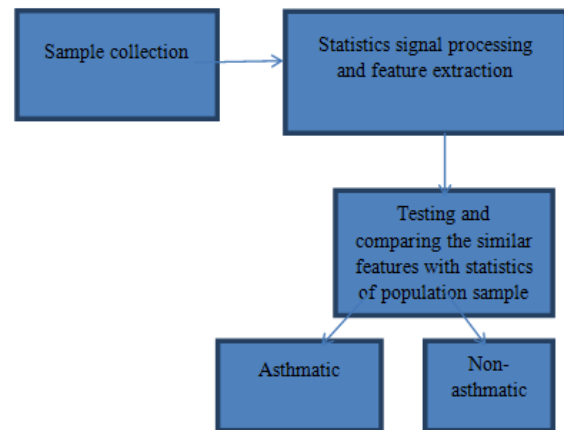 Sample collection
Statistics signal processing
and feature extraction
Testing and
comparing the similar
features with statistics
of population sample
Asthmatic
Non-
asthmatic